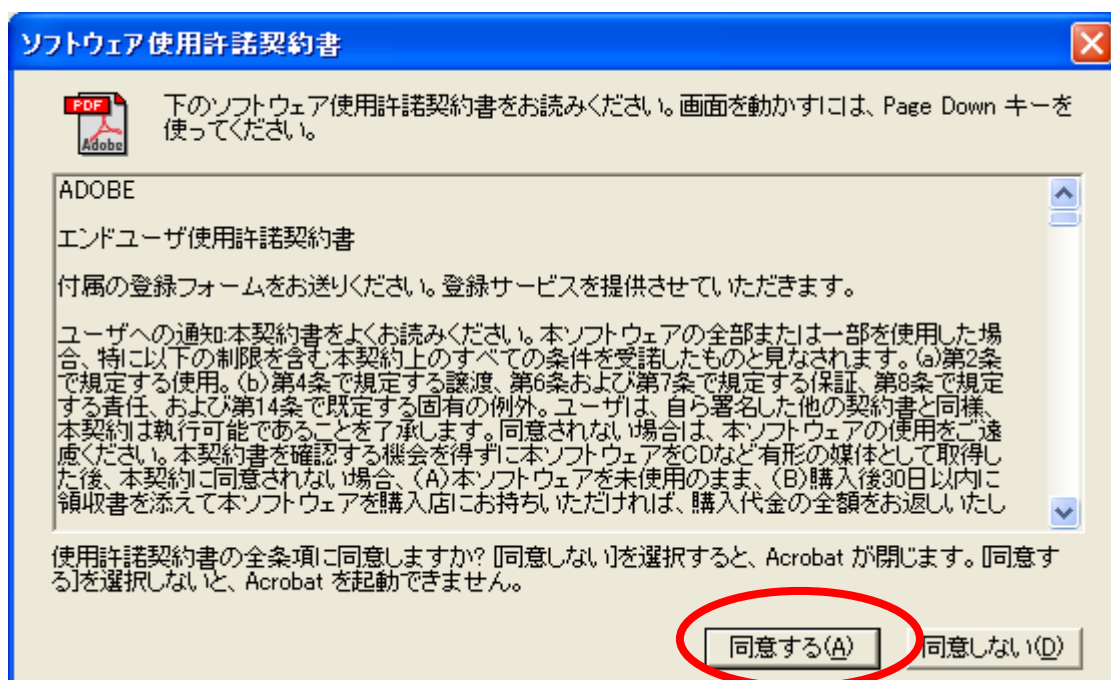 ソフトウェア使用許諾契約書
PDF
Adobe
下のソフトウェア使用許諾契約書をお読みください。画面を動かすには、Page Down キーを
使ってください。
ADOBE
エンドユーザ使用許諾契約書
付属の登録フォームをお送りください。登録サービスを提供させていただきます。
ユーザへの通知:本契約書をよくお読みください。本ソフトウェアの全部または一部を使用した場
合、特に以下の制限を含む本契約上のすべての条件を受諾したものと見なされます。(a)第2条
で規定する使用。(b)第4条で規定する譲渡、第6条および第7条で規定する保証、第8条で規定
する責任、および第14条で既定する固有の例外。ユーザは、自ら署名した他の契約書と同様、
本契約は執行可能であることを了承します。同意されない場合は、本ソフトウェアの使用をご遠
慮ください。本契約書を確認する機会を得ずに本ソフトウェアをCDなど有形の媒体として取得し
た後、本契約に同意されない場合、(A)本ソフトウェアを未使用のまま、(B)購入後30日以内に
領収書を添えて本ソフトウェアを購入店にお持ちいただければ、購入代金の全額をお返しいたし
使用許諾契約書の全条項に同意しますか? [同意しない]を選択すると、Acrobat が閉じます。[同意す
る]を選択しないと、Acrobat を起動できません。
同意する(A) 同意しない(D)